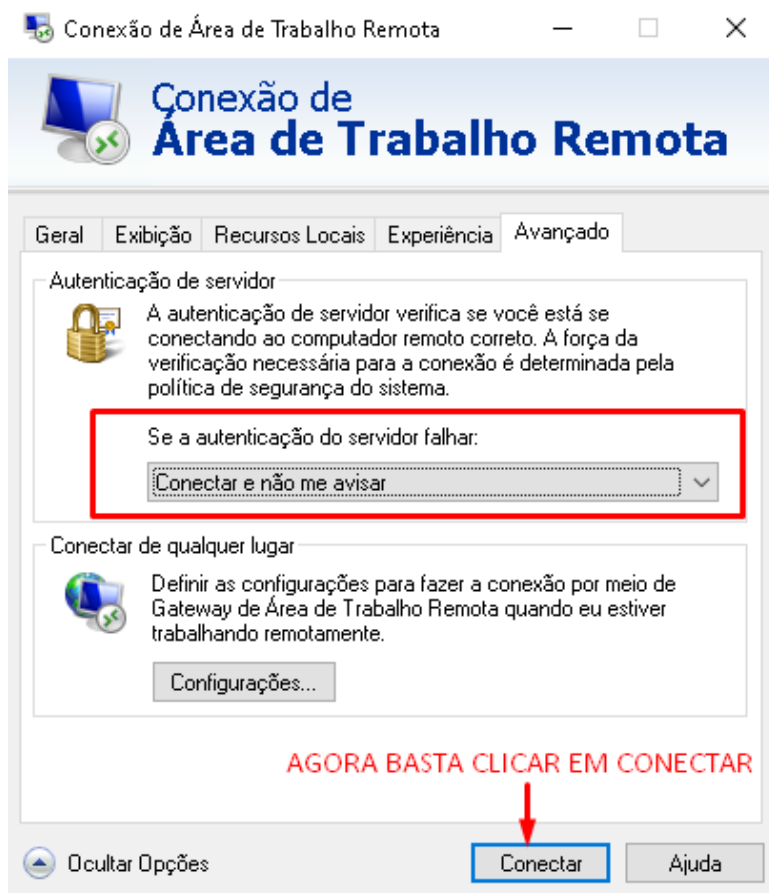 Conexão de Área de Trabalho Remota
Conexão de
Área de Trabalho Remota
Geral Exibição Recursos Locais Experiência Avançado
Autenticação de servidor
A autenticação de servidor verifica se você está se
conectando ao computador remoto correto. A força da
verificação necessária para a conexão é determinada pela
política de segurança do sistema.
Se a autenticação do servidor falhar:
Conectar e não me avisar
Conectar de qualquer lugar
Definir as configurações para fazer a conexão por meio de
Gateway de Área de Trabalho Remota quando eu estiver
trabalhando remotamente.
Configurações...
AGORA BASTA CLICAR EM CONECTAR
Ocultar Opções Conectar Ajuda